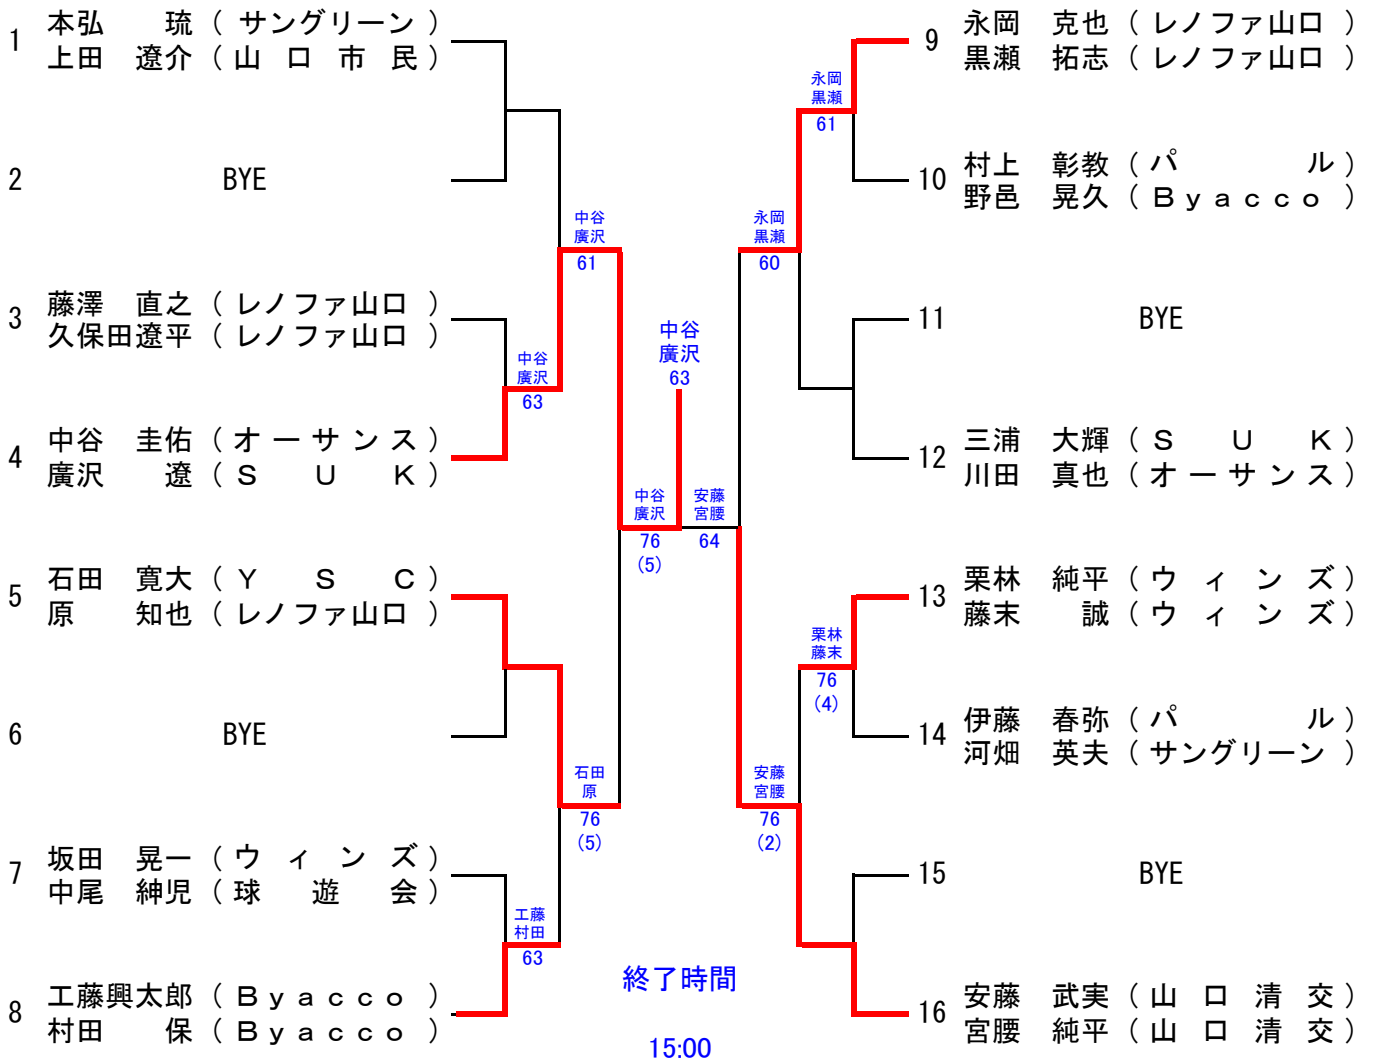 1 本弘 琉 ( サングリーン )
上田 遼介 ( 山口市民 )
2 BYE
3 藤澤 直之 ( レノファ山口 )
久保田遼平 ( レノファ山口 )
4 中谷 圭佑 ( オーサンス )
廣沢 遼 ( SUK )
5 石田 寛大 ( YSC )
原 知也 ( レノファ山口 )
6 BYE
7 坂田 晃一 ( ウィンズ )
中尾 紳児 ( 球遊会 )
8 工藤興太郎 ( Byacco )
村田 保 ( Byacco )
中谷
廣沢
63
工藤
村田
63
中谷
廣沢
61
石田
原
76
(5)
中谷
廣沢
76
(5)
中谷
廣沢
63
安藤
宮腰
64
永岡
黒瀬
60
安藤
宮腰
76
(2)
永岡
黒瀬
61
栗林
藤末
76
(4)
9 永岡 克也 ( レノファ山口 )
黒瀬 拓志 ( レノファ山口 )
10 村上 彰教 ( パル )
野邑 晃久 ( Byacco )
11 BYE
12 三浦 大輝 ( SUK )
川田 真也 ( オーサンス )
13 栗林 純平 ( ウィンズ )
藤末 誠 ( ウィンズ )
14 伊藤 春弥 ( パル )
河畑 英夫 ( サングリーン )
15 BYE
16 安藤 武実 ( 山口清交 )
宮腰 純平 ( 山口清交 )
終了時間
15:00